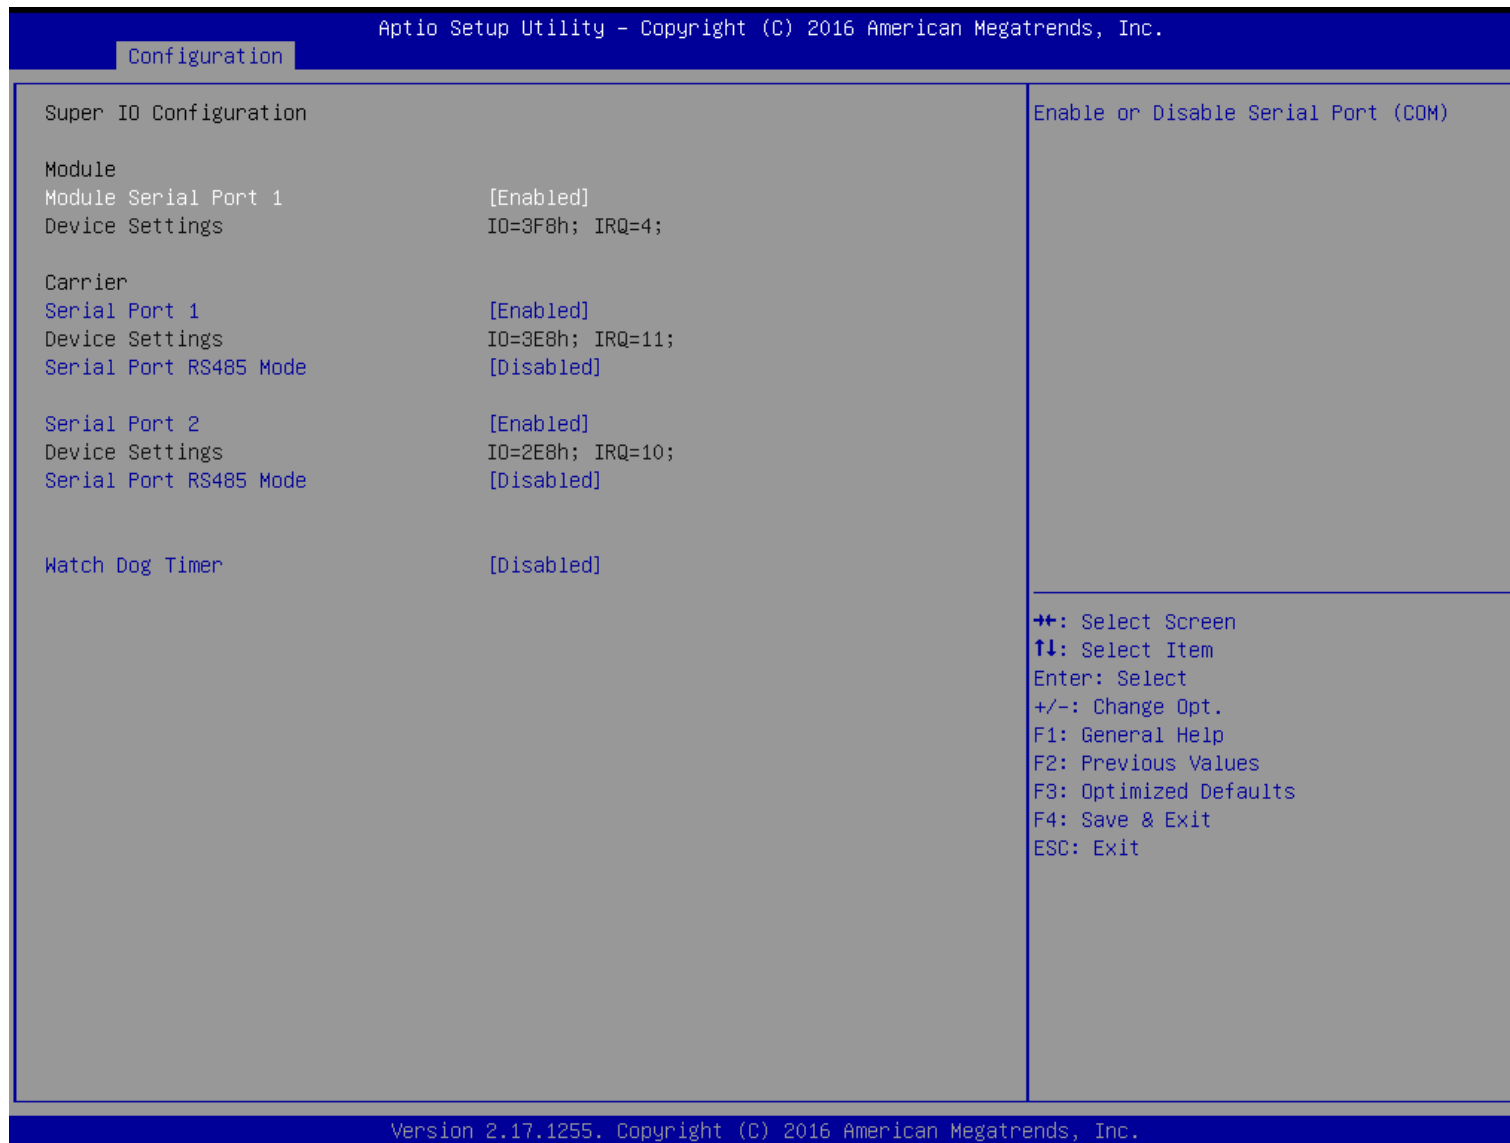 Aptio Setup Utility – Copyright (C) 2016 American Megatrends, Inc.
Configuration
Super IO Configuration
Module
Module Serial Port 1 [Enabled]
Device Settings IO=3F8h; IRQ=4;
Carrier
Serial Port 1 [Enabled]
Device Settings IO=3E8h; IRQ=11;
Serial Port RS485 Mode [Disabled]
Serial Port 2 [Enabled]
Device Settings IO=2E8h; IRQ=10;
Serial Port RS485 Mode [Disabled]
Watch Dog Timer [Disabled]
Enable or Disable Serial Port (COM)
→←: Select Screen
↑↓: Select Item
Enter: Select
+/-: Change Opt.
F1: General Help
F2: Previous Values
F3: Optimized Defaults
F4: Save & Exit
ESC: Exit
Version 2.17.1255. Copyright (C) 2016 American Megatrends, Inc.